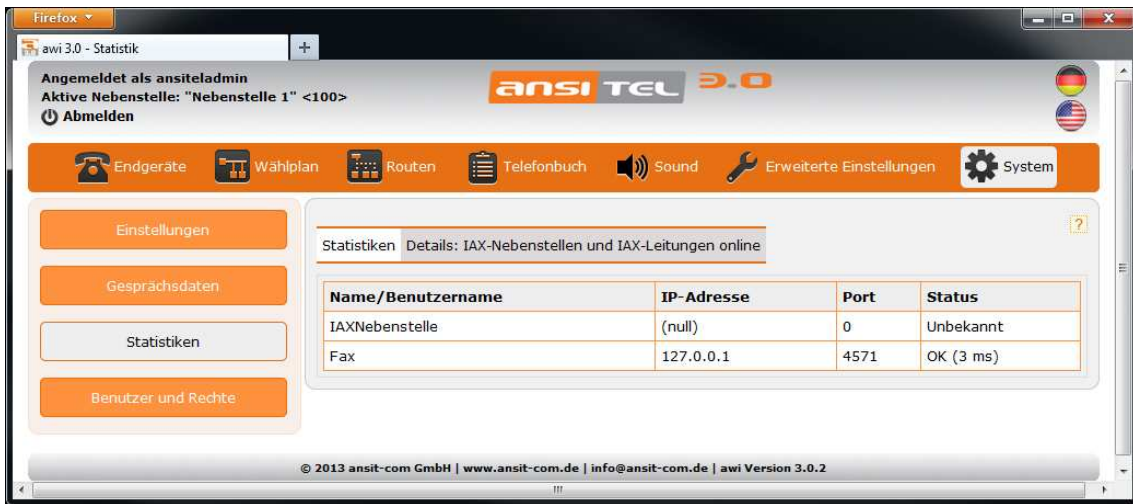 Firefox
awi 3.0 - Statistik
Angemeldet als ansiteladmin
Aktive Nebenstelle: "Nebenstelle 1" <100>
Abmelden
ansi TEL 3.0
Endgeräte Wählplan Routen Telefonbuch Sound Erweiterte Einstellungen System
Einstellungen
Gesprächsdaten
Statistiken
Benutzer und Rechte
?
Statistiken Details: IAX-Nebenstellen und IAX-Leitungen online
Name/Benutzername IP-Adresse Port Status
IAXNebenstelle (null) 0 Unbekannt
Fax 127.0.0.1 4571 OK (3 ms)
© 2013 ansit-com GmbH | www.ansit-com.de | info@ansit-com.de | awi Version 3.0.2